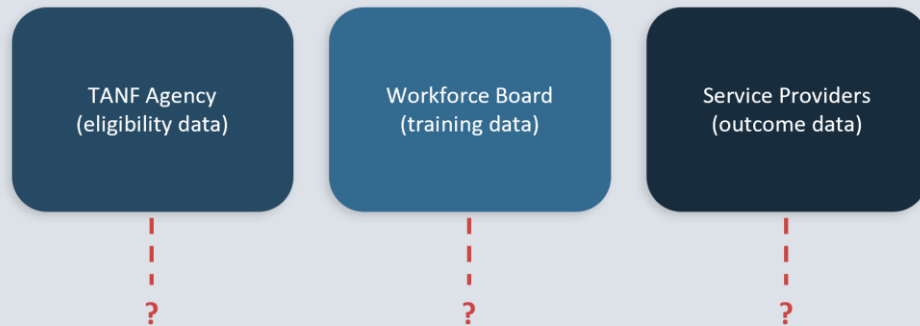 TANF Agency
(eligibility data)
Workforce Board
(training data)
Service Providers
(outcome data)
?
?
?